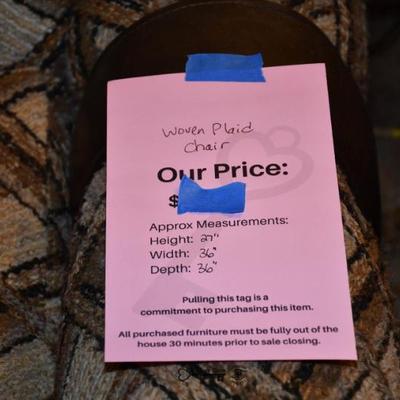 Woven Plaid
Chair
Our Price:
$
Approx Measurements:
Height: 27"
Width: 36"
Depth: 36"
Pulling this tag is a
commitment to purchasing this item.
All purchased furniture must be fully out of the
house 30 minutes prior to sale closing.